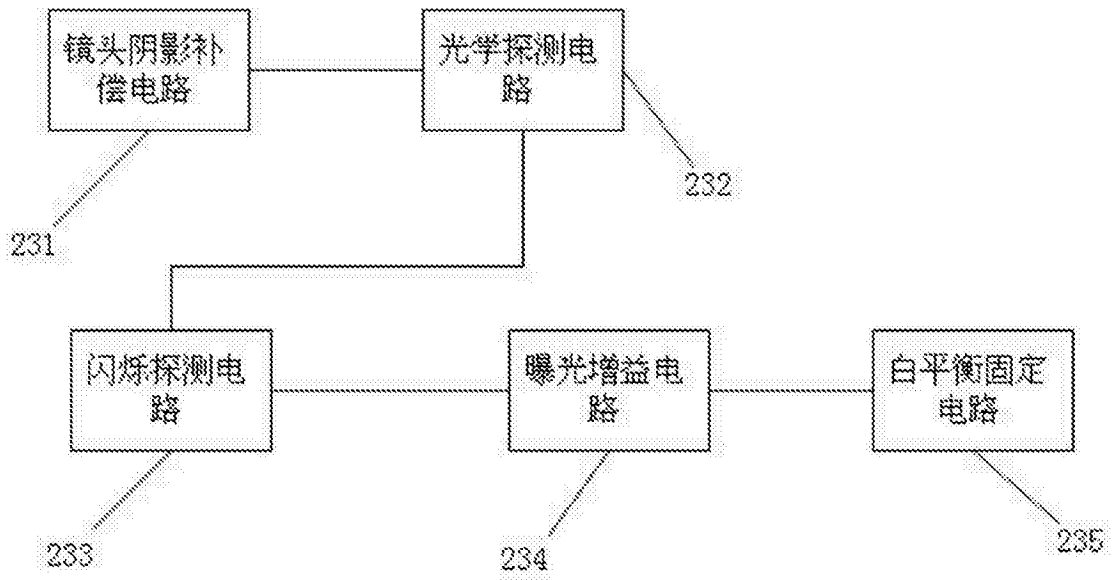 镜头阴影补
偿电路
光学探测电
路
232
231
闪烁探测电
路
曝光增益电
路
白平衡固定
电路
233
234
235